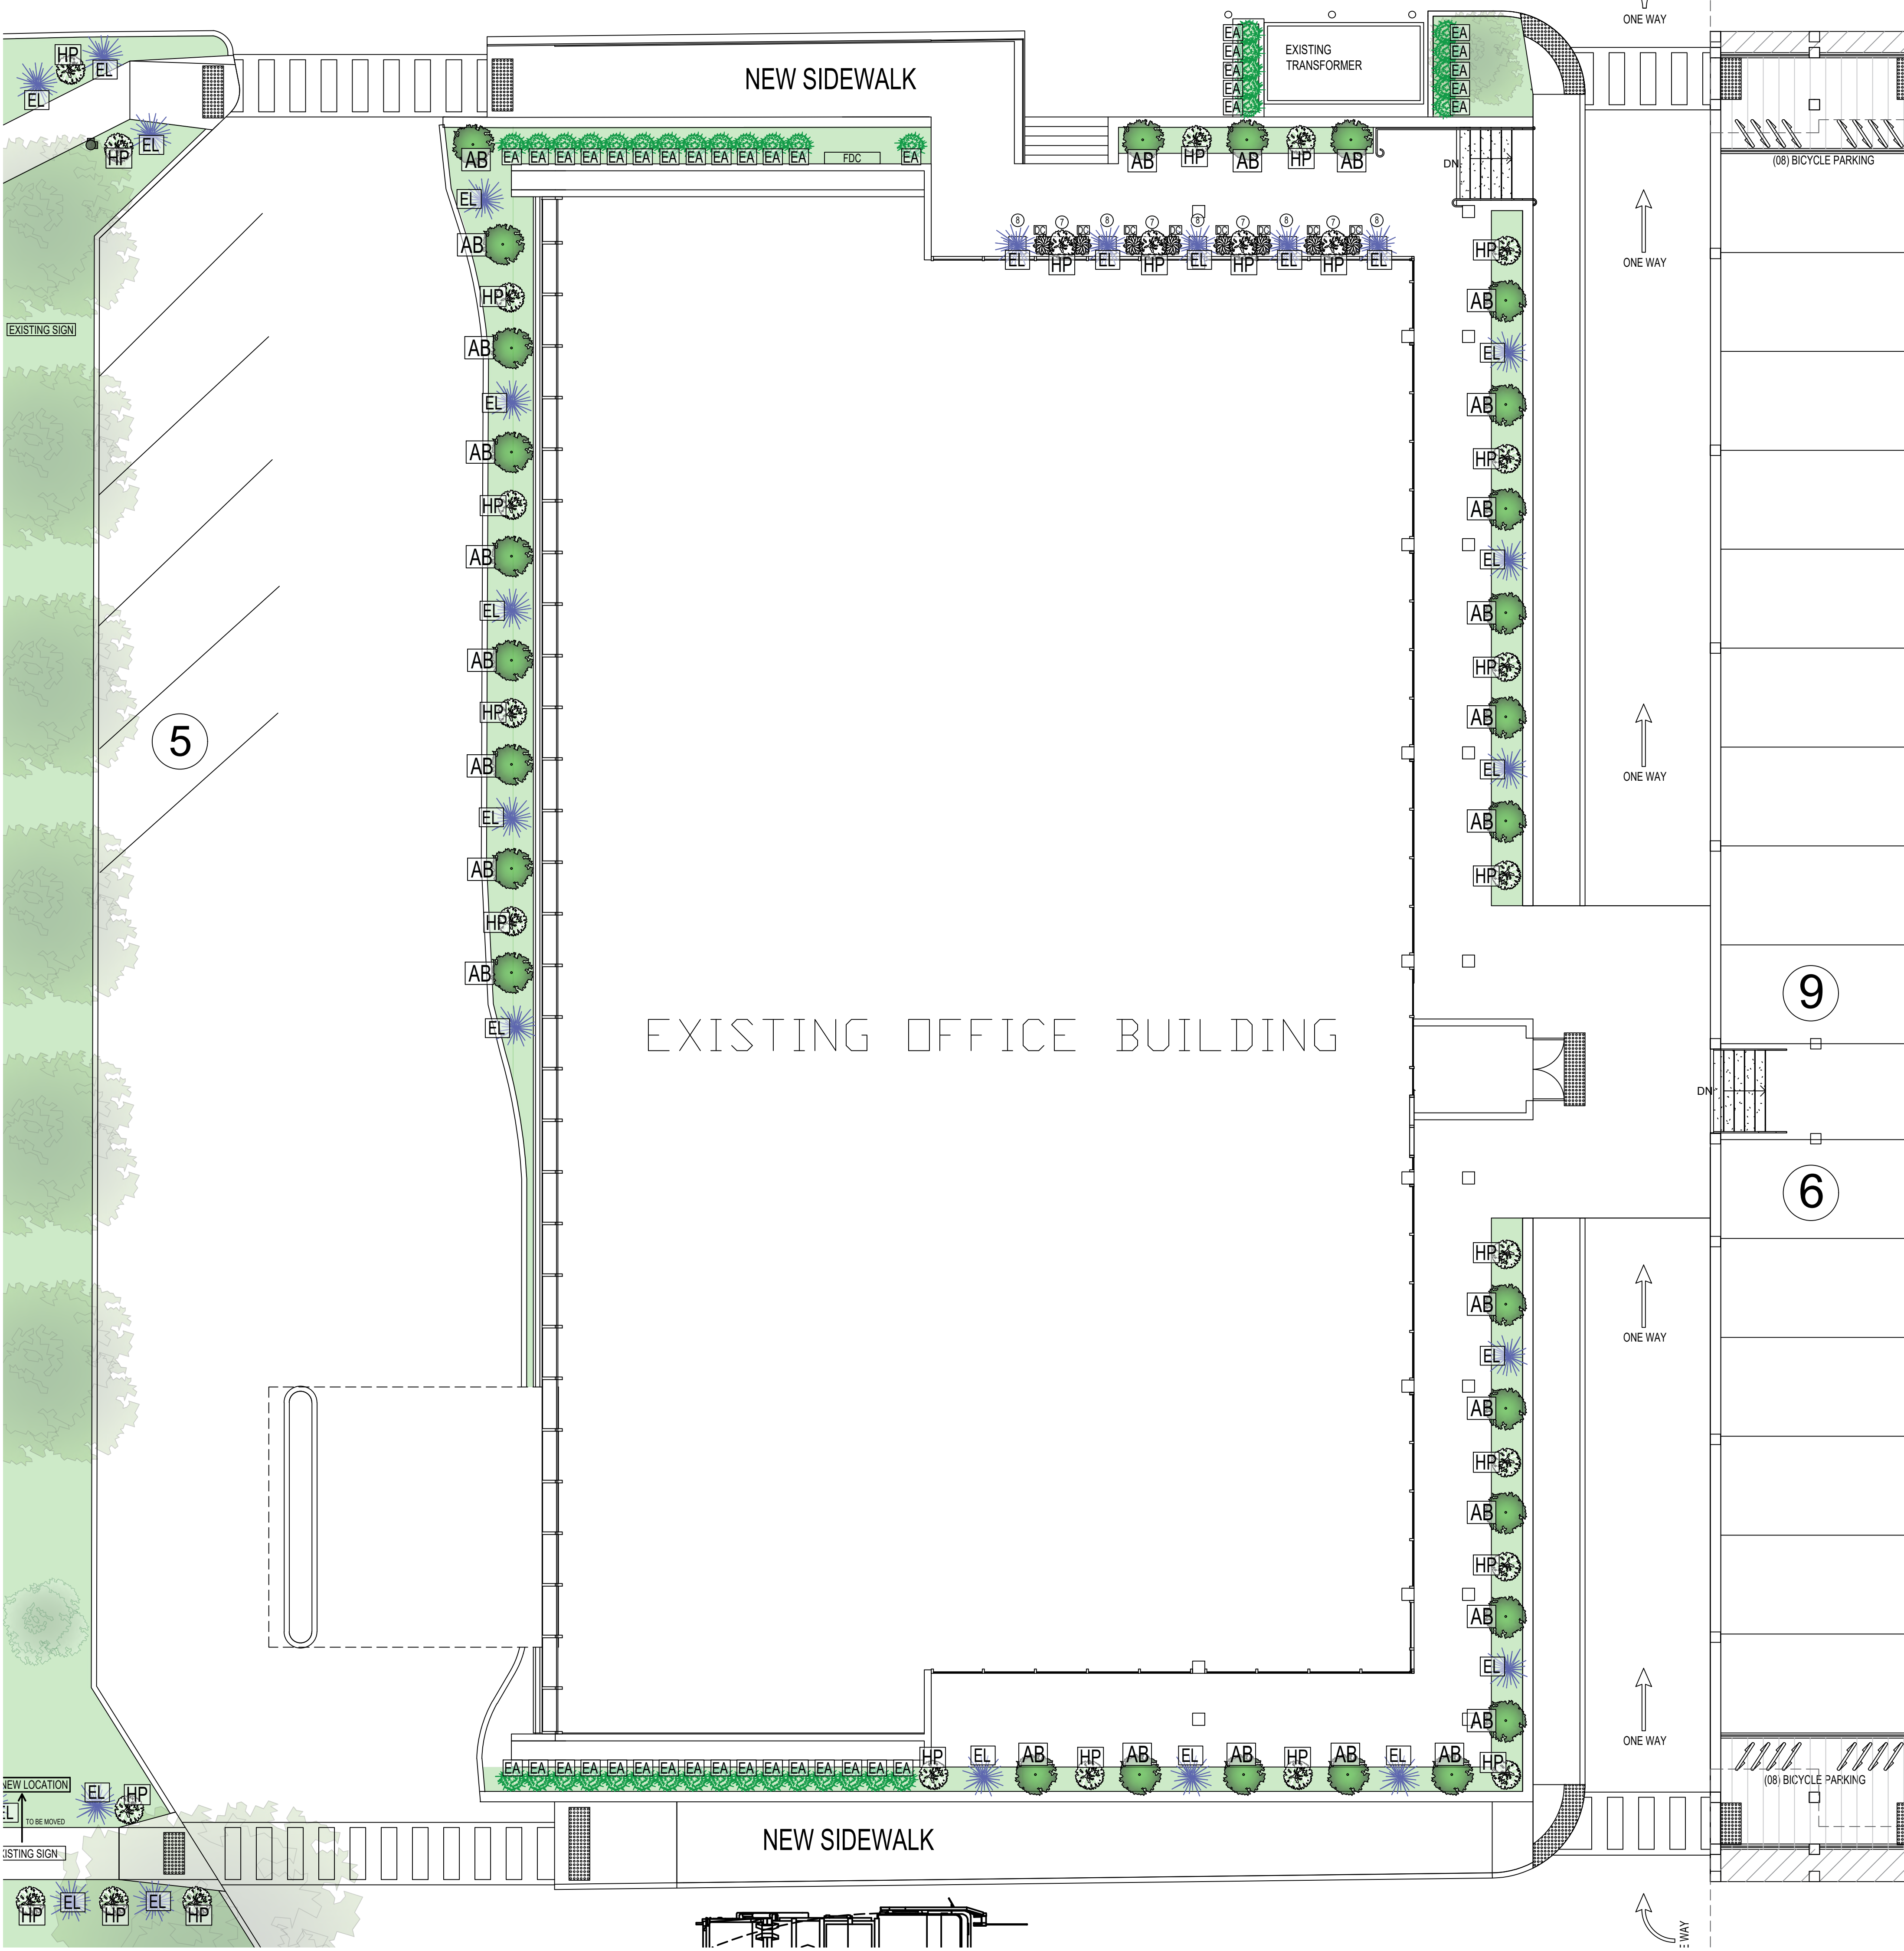 ONE WAY
HP
EL
EL
NEW SIDEWALK
EXISTING
TRANSFORMER
EA
EA
EA
EA
EA
EA
EA
EA
EA
EA
HP
EL
AB
EA EA EA EA EA EA EA EA EA EA EA EA
FDC
EA
AB HP AB HP AB
DN
(08) BICYCLE PARKING
EL
AB
HP
AB
EL
AB
HP
AB
EL
AB
HP
AB
EL
AB
HP
AB
EL
8 7 8 7 8 7 8 7 8
EL HP EL HP EL HP EL HP EL
HP
AB
EL
AB
HP
AB
EL
AB
HP
AB
EL
AB
HP
ONE WAY
ONE WAY
EXISTING SIGN
5
EXISTING OFFICE BUILDING
9
DN
6
HP
AB
EL
AB
HP
AB
HP
AB
EL
AB
HP
ONE WAY
ONE WAY
EA EA EA EA EA EA EA EA EA EA EA EA EA EA EA EA
HP EL AB HP AB EL AB HP AB EL AB
(08) BICYCLE PARKING
NEW LOCATION
EL
HP
EL
TO BE MOVED
NEW SIDEWALK
HP EL HP EL HP